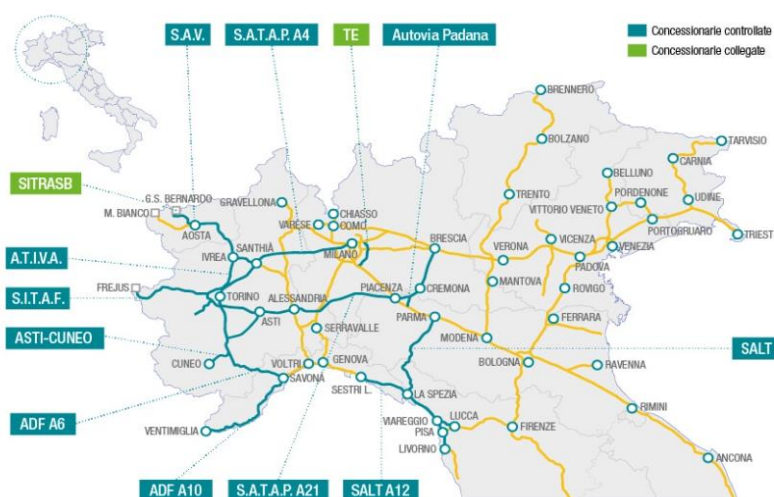 S.A.V.
S.A.T.A.P. A4
TE
Autovia Padana
Concessionarie controllate
Concessionarie collegate
BRENNERO
BOLZANO
TARVISIO
CARNIA
BELLUNO
SITRASB
G.S. BERNARDO
M. BIANCO
GRAVELLONA
TRENTO
PORDENONE
UDINE
VITTORIO VENETO
CHIASSO
VARESE
COMO
AOSTA
PORTOGRUARO
TRIEST
SANTHIÀ
BRESCIA
VERONA
VICENZA
VENEZIA
A.T.I.V.A.
IVREA
MILANO
PADOVA
S.I.T.A.F.
FREJUS
TORINO
ALESSANDRIA
PIACENZA
CREMONA
MANTOVA
ROVIGO
ASTI
PARMA
FERRARA
ASTI-CUNEO
SERRAVALLE
MODENA
SALT
CUNEO
VOLTRI
GENOVA
BOLOGNA
RAVENNA
SAVONA
SESTRI L.
ADF A6
LA SPEZIA
VIAREGGIO
LUCCA
FIRENZE
RIMINI
VENTIMIGLIA
PISA
LIVORNO
ANCONA
ADF A10
S.A.T.A.P. A21
SALT A12